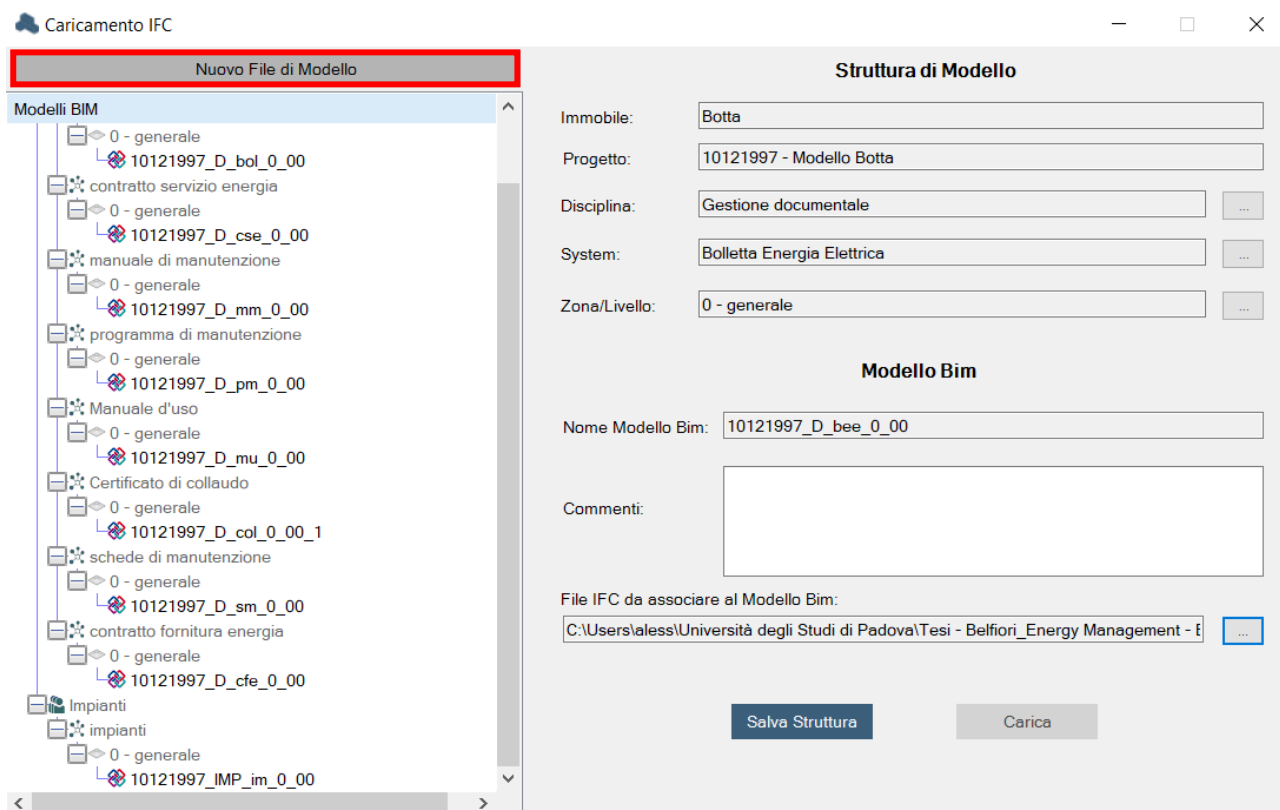 Caricamento IFC
Nuovo File di Modello
Modelli BIM
0 - generale
10121997_D_bol_0_00
contratto servizio energia
0 - generale
10121997_D_cse_0_00
manuale di manutenzione
0 - generale
10121997_D_mm_0_00
programma di manutenzione
0 - generale
10121997_D_pm_0_00
Manuale d'uso
0 - generale
10121997_D_mu_0_00
Certificato di collaudo
0 - generale
10121997_D_col_0_00_1
schede di manutenzione
0 - generale
10121997_D_sm_0_00
contratto fornitura energia
0 - generale
10121997_D_cfe_0_00
Impianti
impianti
0 - generale
10121997_IMP_im_0_00
Struttura di Modello
Immobile: Botta
Progetto: 10121997 - Modello Botta
Disciplina: Gestione documentale ...
System: Bolletta Energia Elettrica ...
Zona/Livello: 0 - generale ...
Modello Bim
Nome Modello Bim: 10121997_D_bee_0_00
Commenti:
File IFC da associare al Modello Bim:
C:\Users\aless\Università degli Studi di Padova\Tesi - Belfiori_Energy Management - ...
Salva Struttura Carica